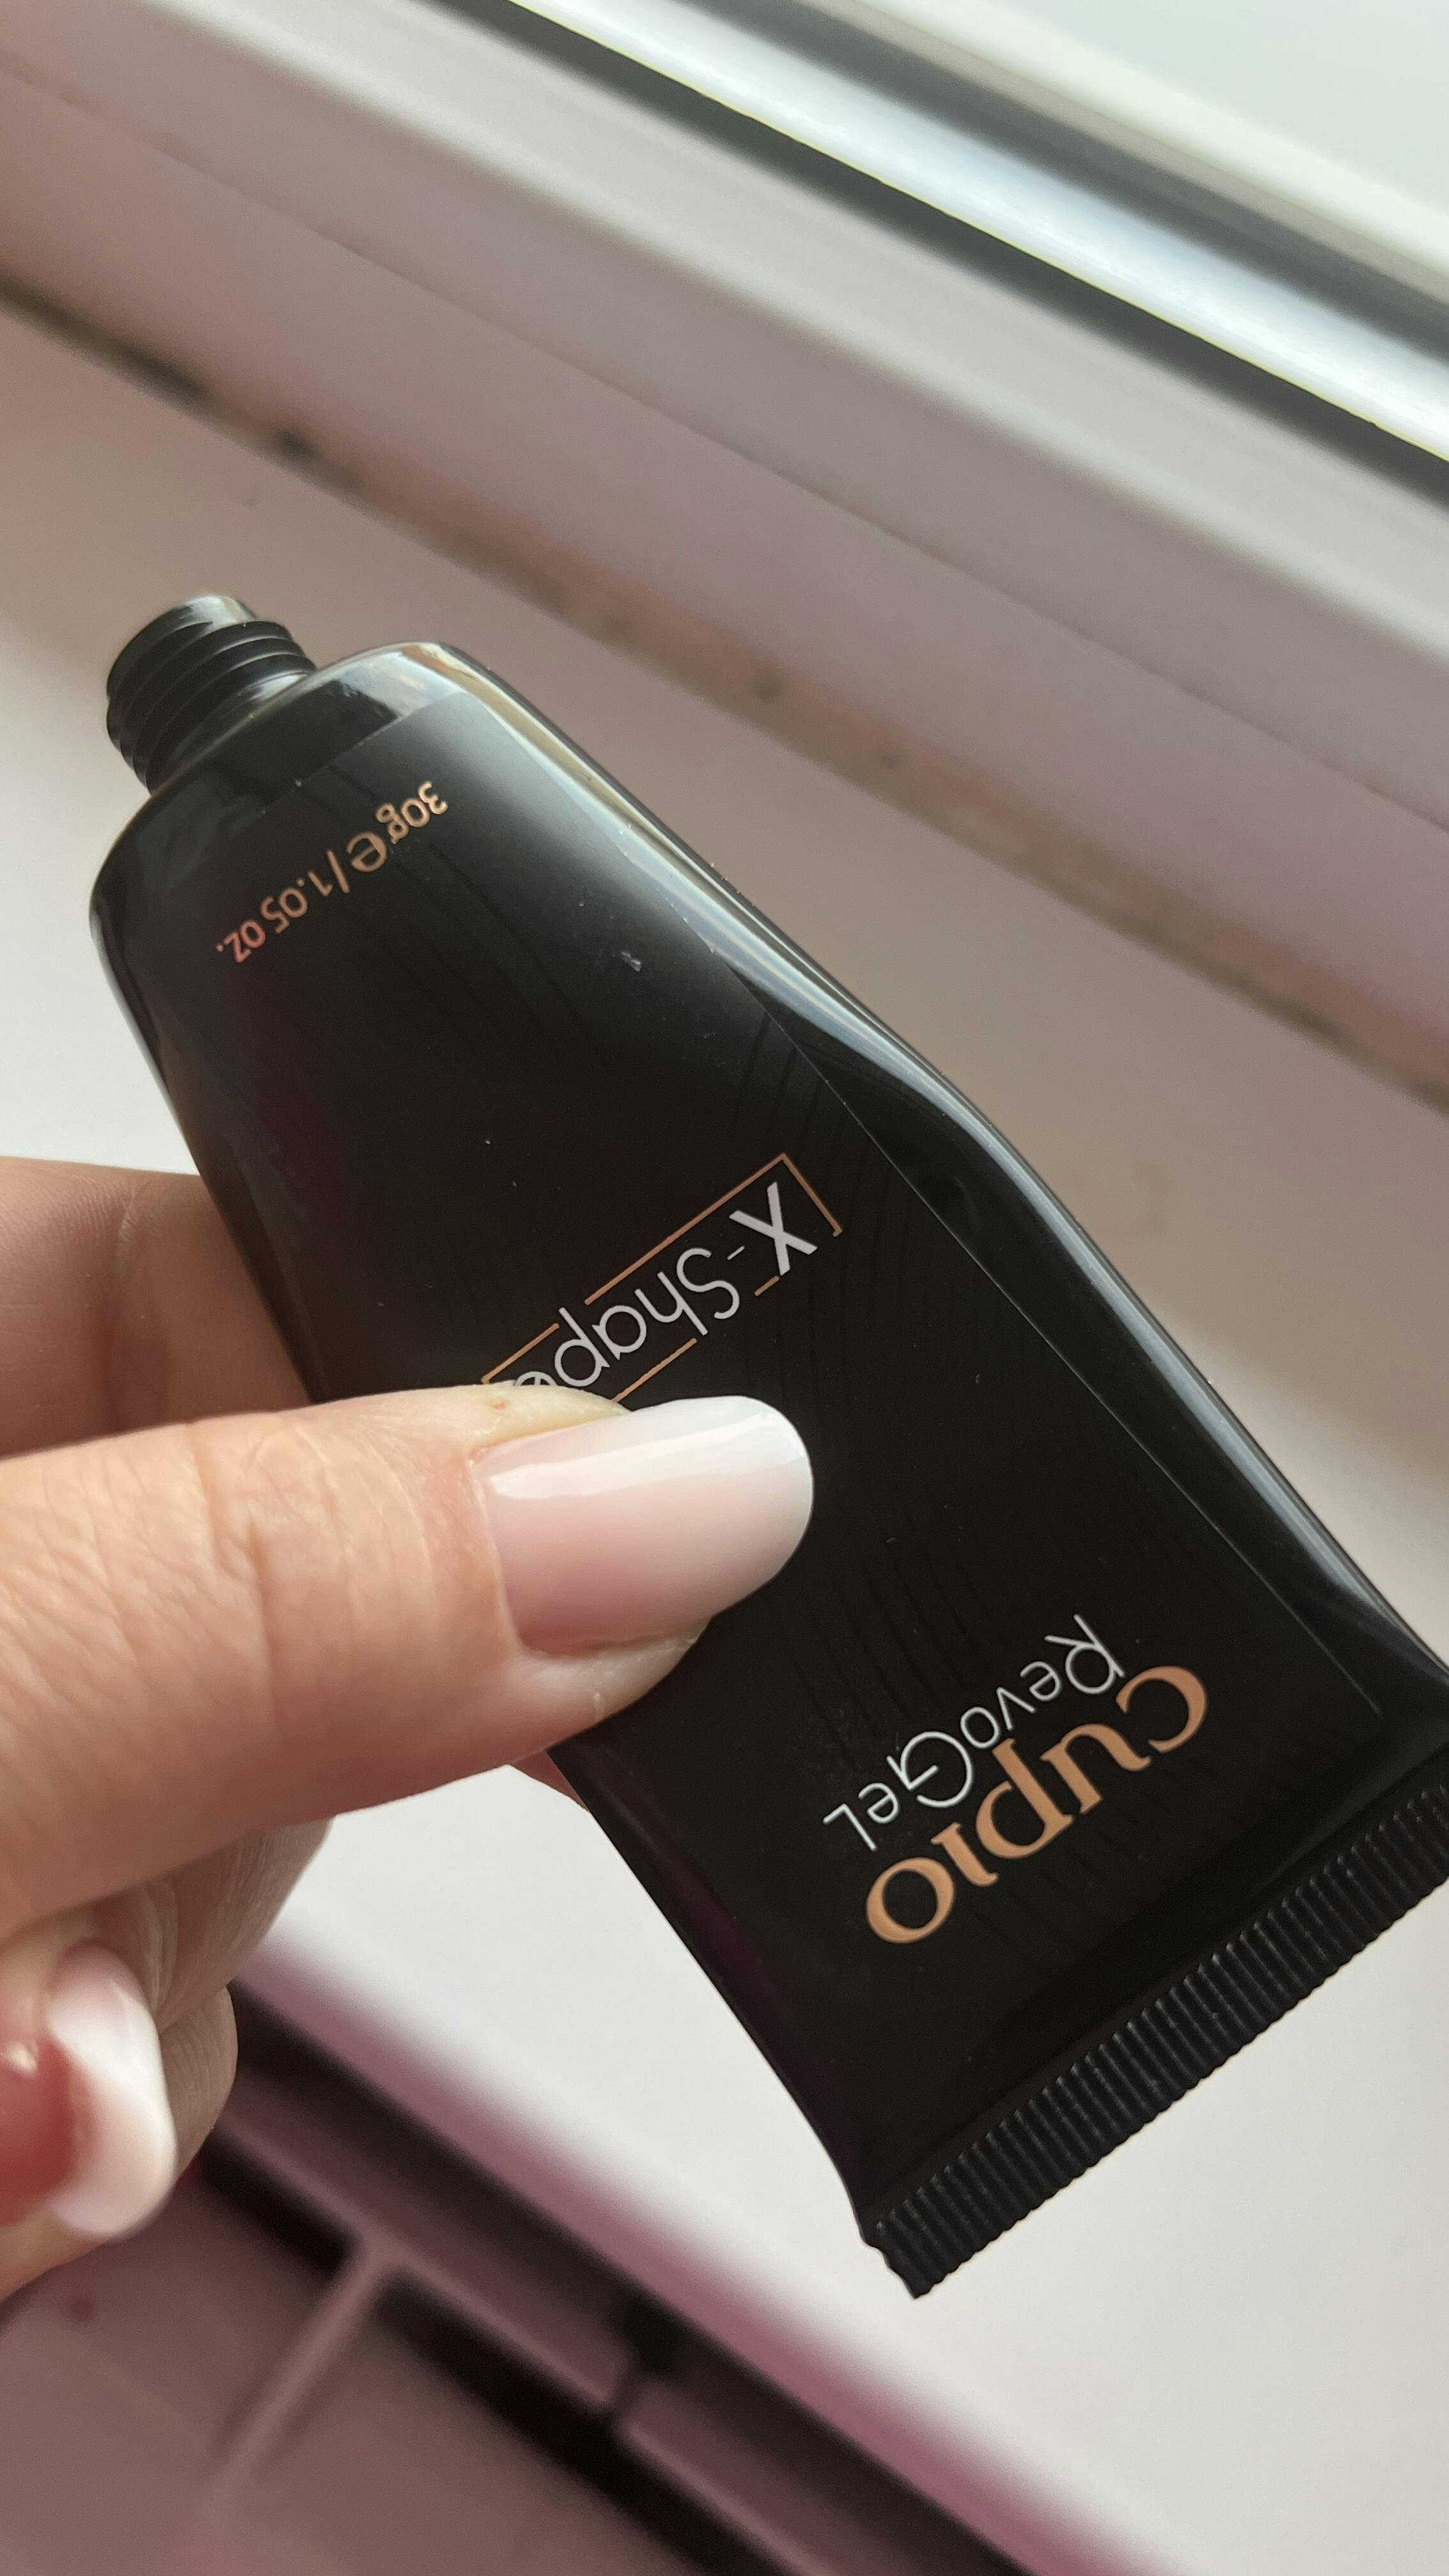 cupio
RevoGel
X-Shape
30g℮/1.05 oz.